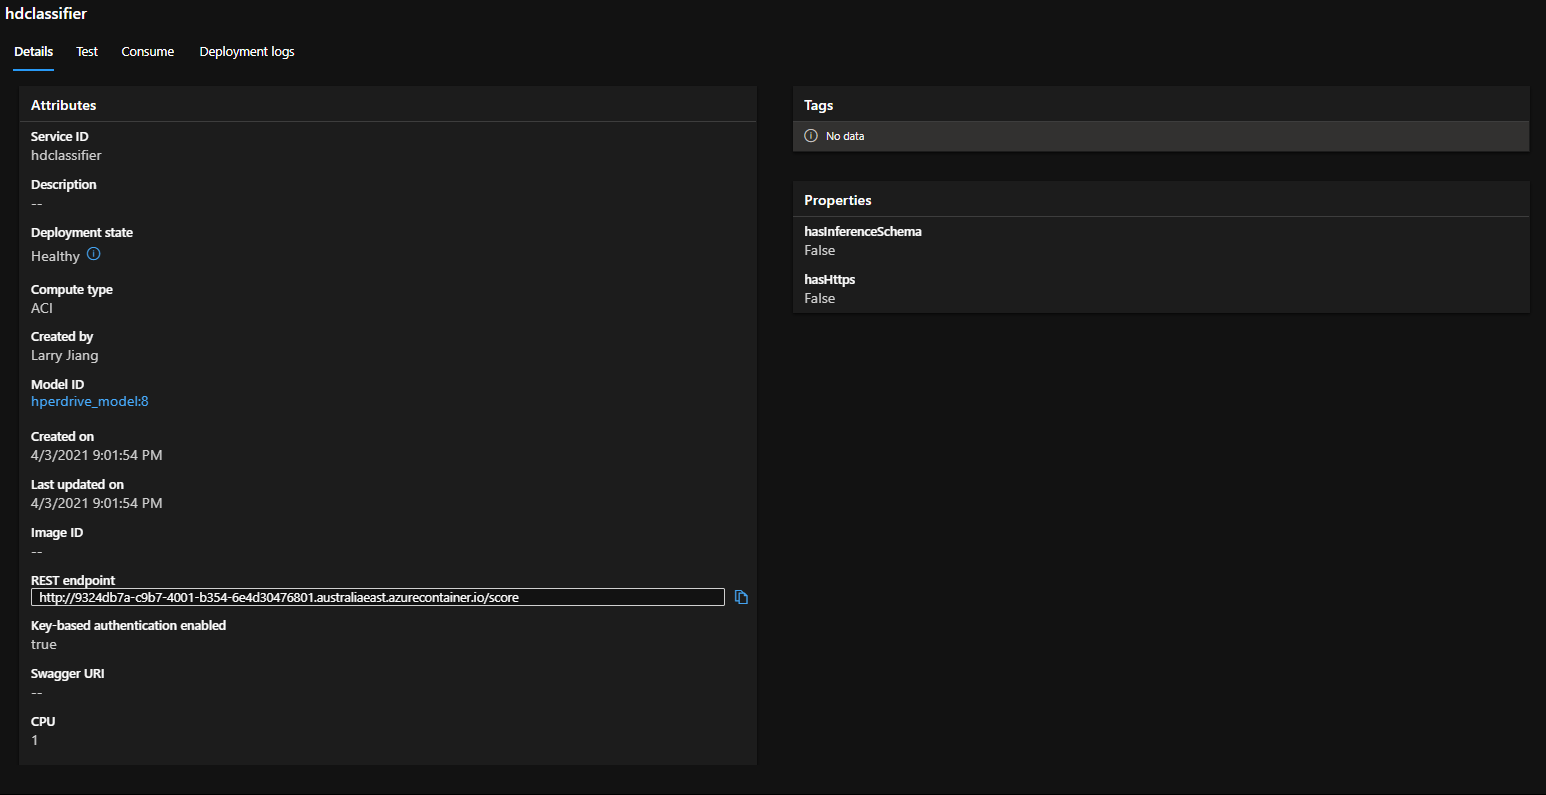 hdclassifier
Details Test Consume Deployment logs
Attributes
Service ID
hdclassifier
Description
--
Deployment state
Healthy
Compute type
ACI
Created by
Larry Jiang
Model ID
hperdrive_model:8
Created on
4/3/2021 9:01:54 PM
Last updated on
4/3/2021 9:01:54 PM
Image ID
--
REST endpoint
http://9324db7a-c9b7-4001-b354-6e4d30476801.australiaeast.azurecontainer.io/score
Key-based authentication enabled
true
Swagger URI
--
CPU
1
Tags
No data
Properties
hasInferenceSchema
False
hasHttps
False